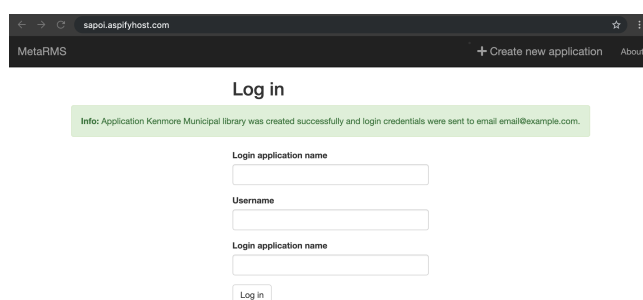 sapoi.aspifyhost.com
MetaRMS
+ Create new application
About
Log in
Info: Application Kenmore Municipal library was created successfully and login credentials were sent to email email@example.com.
Login application name
Username
Login application name
Log in